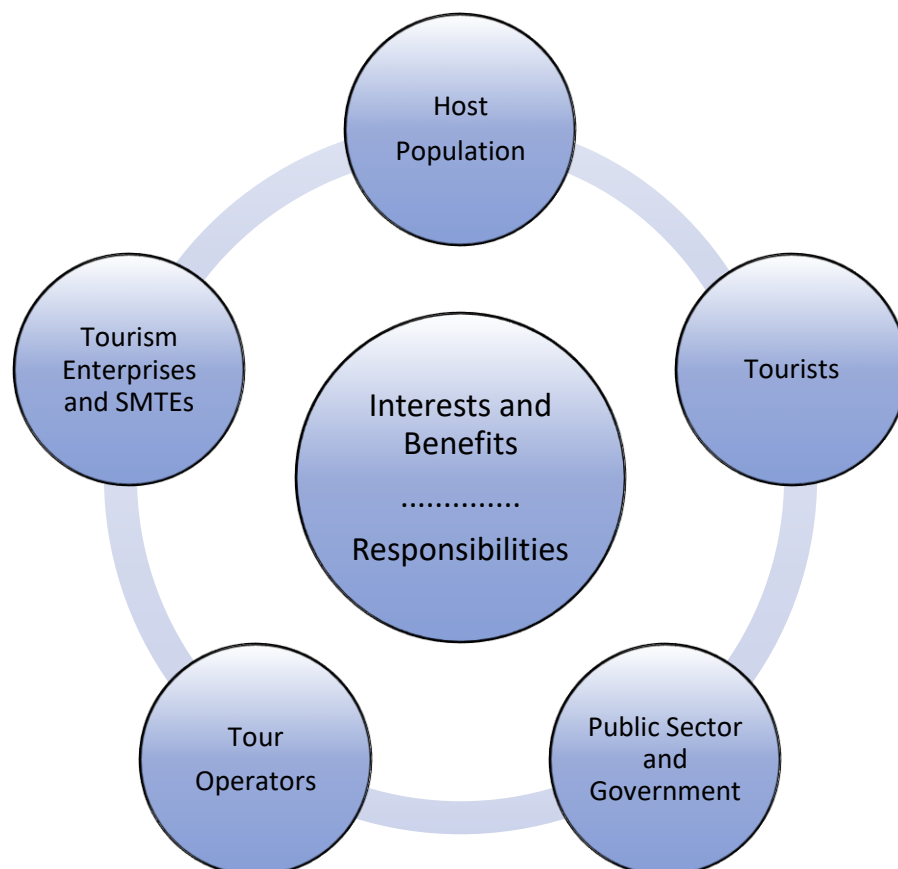 Host
Population
Tourism
Enterprises
and SMTEs
Tourists
Interests and
Benefits
..............
Responsibilities
Tour
Operators
Public Sector
and
Government